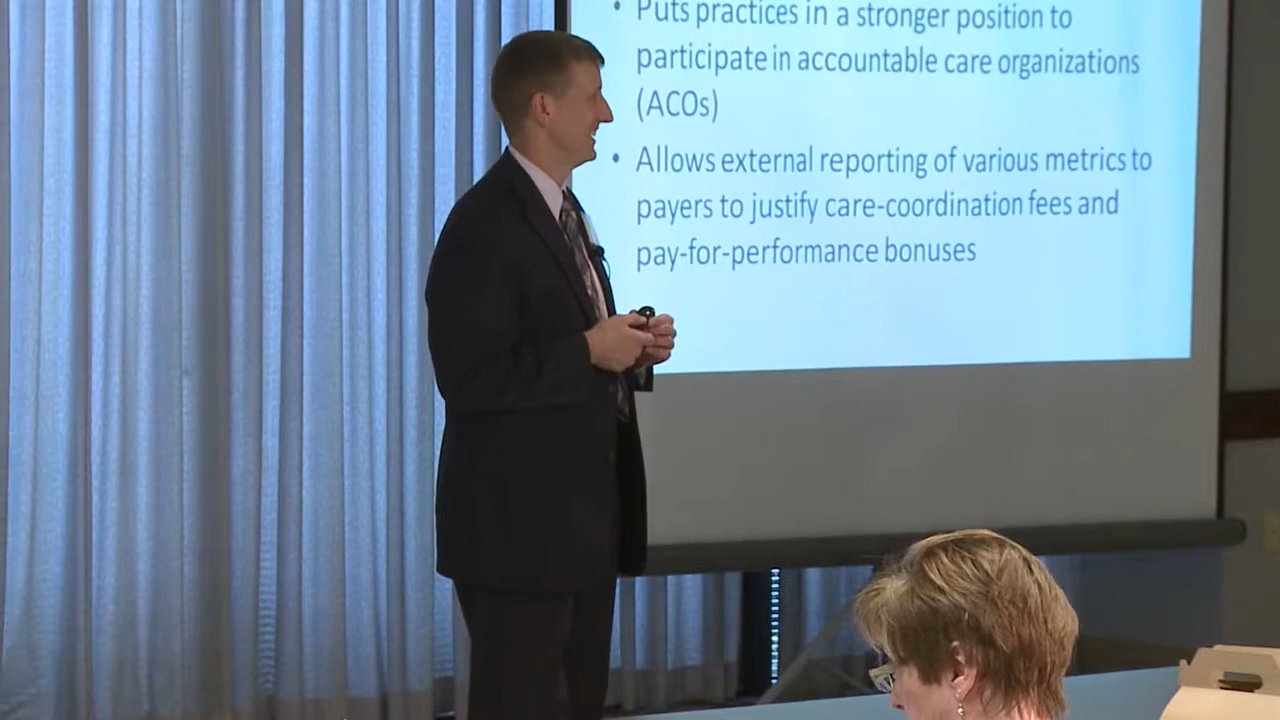 • Puts practices in a stronger position to
participate in accountable care organizations
(ACOs)
• Allows external reporting of various metrics to
payers to justify care-coordination fees and
pay-for-performance bonuses